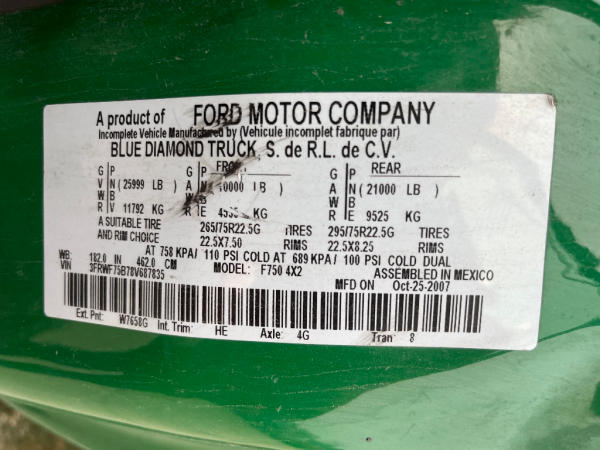 A product of FORD MOTOR COMPANY
Incomplete Vehicle Manufactured by (Vehicule incomplet fabrique par)
BLUE DIAMOND TRUCK, S. de R.L. de C.V.
FRONT REAR
G P G P G P
V N (25999 LB) A N LB) A N (21000 LB)
W B W B W B
R V 11792 KG R E KG R E 9525 KG
A SUITABLE TIRE 265/75R22.5G TIRES 295/75R22.5G TIRES
AND RIM CHOICE 22.5X7.50 RIMS 22.5X8.25 RIMS
AT 758 KPA/ 110 PSI COLD AT 689 KPA/ 100 PSI COLD DUAL
WB: 182.0 IN 462.0 CM MODEL: F750 4X2 ASSEMBLED IN MEXICO
VIN 3FRWF75B78V687835 MFD ON Oct-25-2007
Ext. Pnt: W7658G Int. Trim: HE Axle: 4G Tran: 8